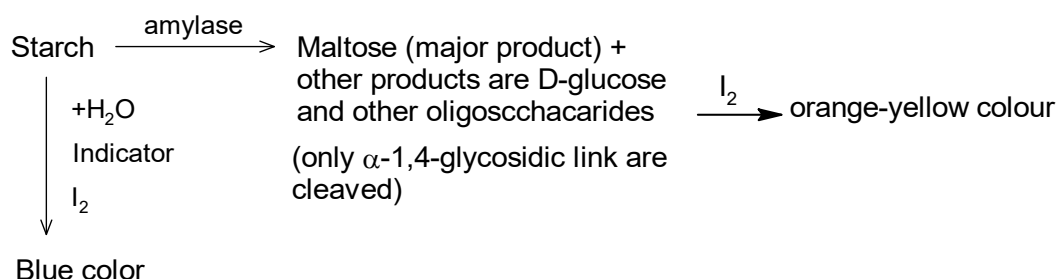 amylase
Starch
Maltose (major product) +
other products are D-glucose
and other oligoscchacarides
(only α-1,4-glycosidic link are
cleaved)
I₂
orange-yellow colour
+H₂O
Indicator
I₂
Blue color